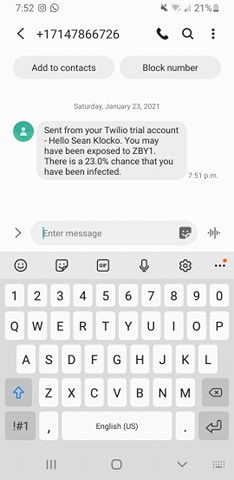 7:52 21%
+17147866726
Add to contacts Block number
Saturday, January 23, 2021
Sent from your Twilio trial account
- Hello Sean Klocko. You may
have been exposed to ZBY1.
There is a 23.0% chance that you
have been infected.
7:51 p.m.
Enter message
GIF
1 2 3 4 5 6 7 8 9 0
Q W E R T Y U I O P
A S D F G H J K L
Z X C V B N M
!#1 , English (US) .